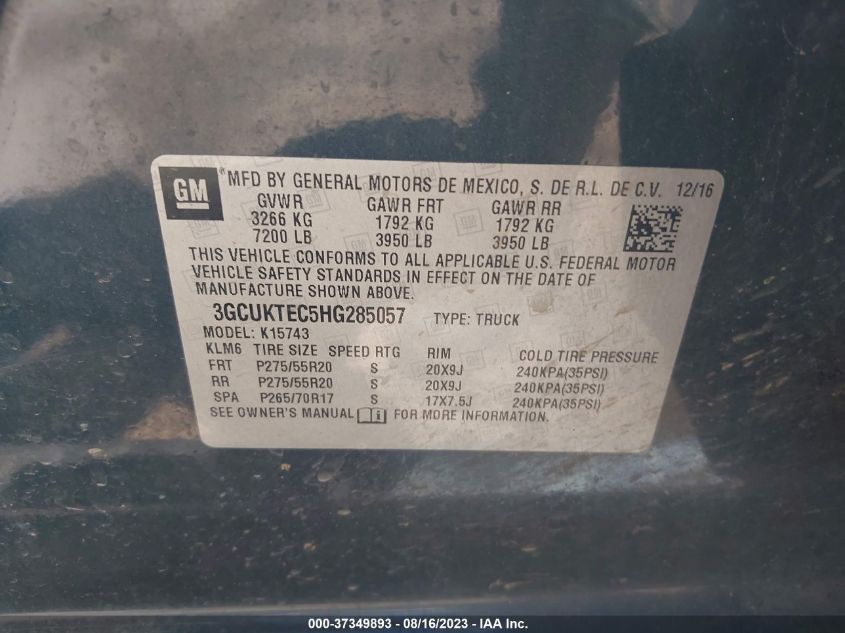 GM
*MFD BY GENERAL MOTORS DE MEXICO, S. DE R.L. DE C.V. 12/16
GVWR GAWR FRT GAWR RR
3266 KG 1792 KG 1792 KG
7200 LB 3950 LB 3950 LB
THIS VEHICLE CONFORMS TO ALL APPLICABLE U.S. FEDERAL MOTOR
VEHICLE SAFETY STANDARDS IN EFFECT ON THE DATE OF
MANUFACTURE SHOWN ABOVE.
3GCUKTEC5HG285057 TYPE: TRUCK
MODEL: K15743
KLM6 TIRE SIZE SPEED RTG RIM COLD TIRE PRESSURE
FRT P275/55R20 S 20X9J 240KPA(35PSI)
RR P275/55R20 S 20X9J 240KPA(35PSI)
SPA P265/70R17 S 17X7.5J 240KPA(35PSI)
SEE OWNER'S MANUAL FOR MORE INFORMATION.
000-37349893 - 08/16/2023 - IAA Inc.